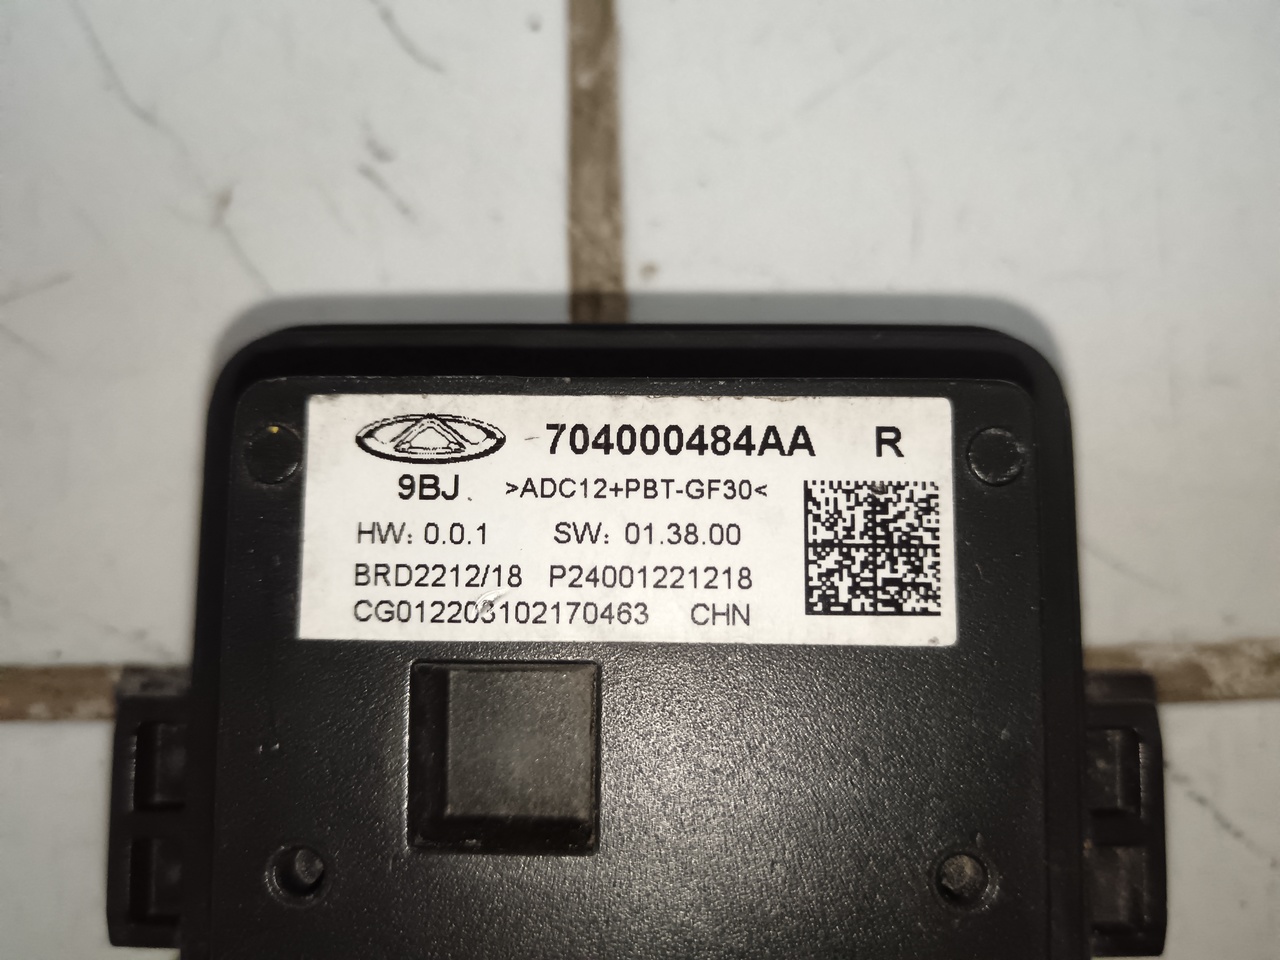 704000484AA R
9BJ >ADC12+PBT-GF30<
HW: 0.0.1 SW: 01.38.00
BRD2212/18 P24001221218
CG012203102170463 CHN